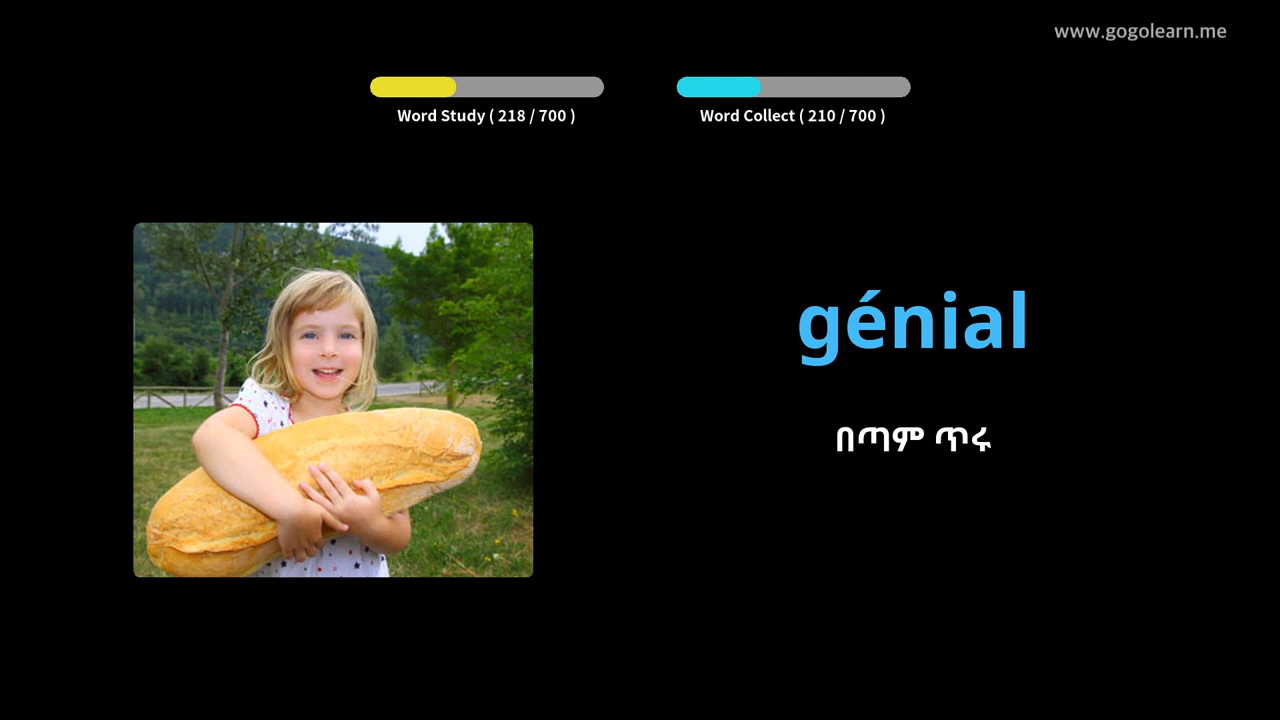 www.gogolearn.me
Word Study ( 218 / 700 )
Word Collect ( 210 / 700 )
génial
በጣም ጥሩ